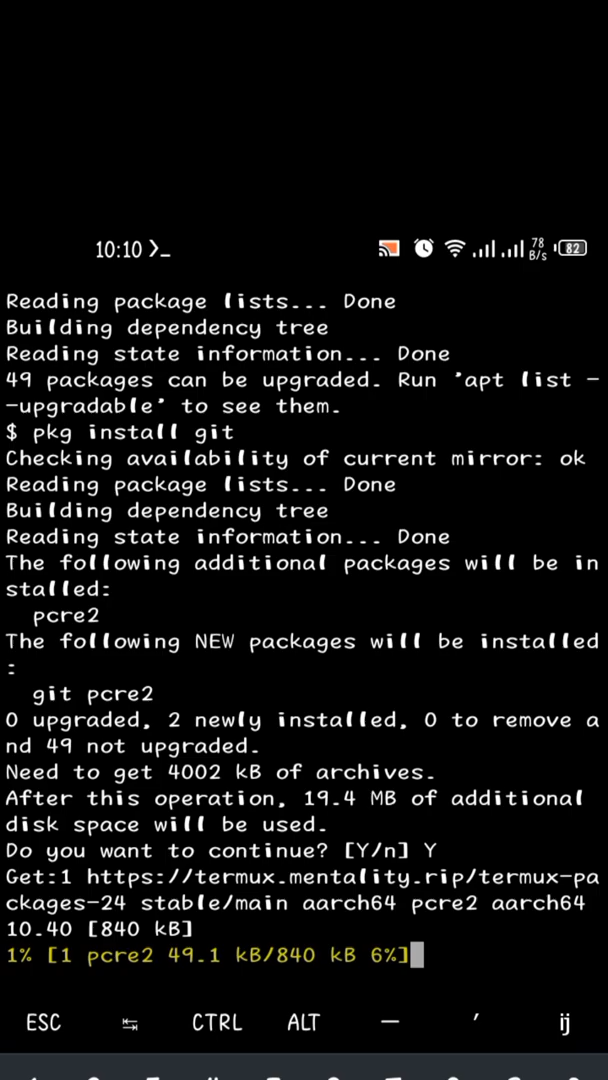 10:10 ❯_ 78 B/s 82
Reading package lists... Done
Building dependency tree
Reading state information... Done
49 packages can be upgraded. Run 'apt list -
-upgradable' to see them.
$ pkg install git
Checking availability of current mirror: ok
Reading package lists... Done
Building dependency tree
Reading state information... Done
The following additional packages will be in
stalled:
pcre2
The following NEW packages will be installed
:
git pcre2
0 upgraded, 2 newly installed, 0 to remove a
nd 49 not upgraded.
Need to get 4002 kB of archives.
After this operation, 19.4 MB of additional
disk space will be used.
Do you want to continue? [Y/n] Y
Get:1 https://termux.mentality.rip/termux-pa
ckages-24 stable/main aarch64 pcre2 aarch64
10.40 [840 kB]
1% [1 pcre2 49.1 kB/840 kB 6%]
ESC ↹ CTRL ALT — ′ ij